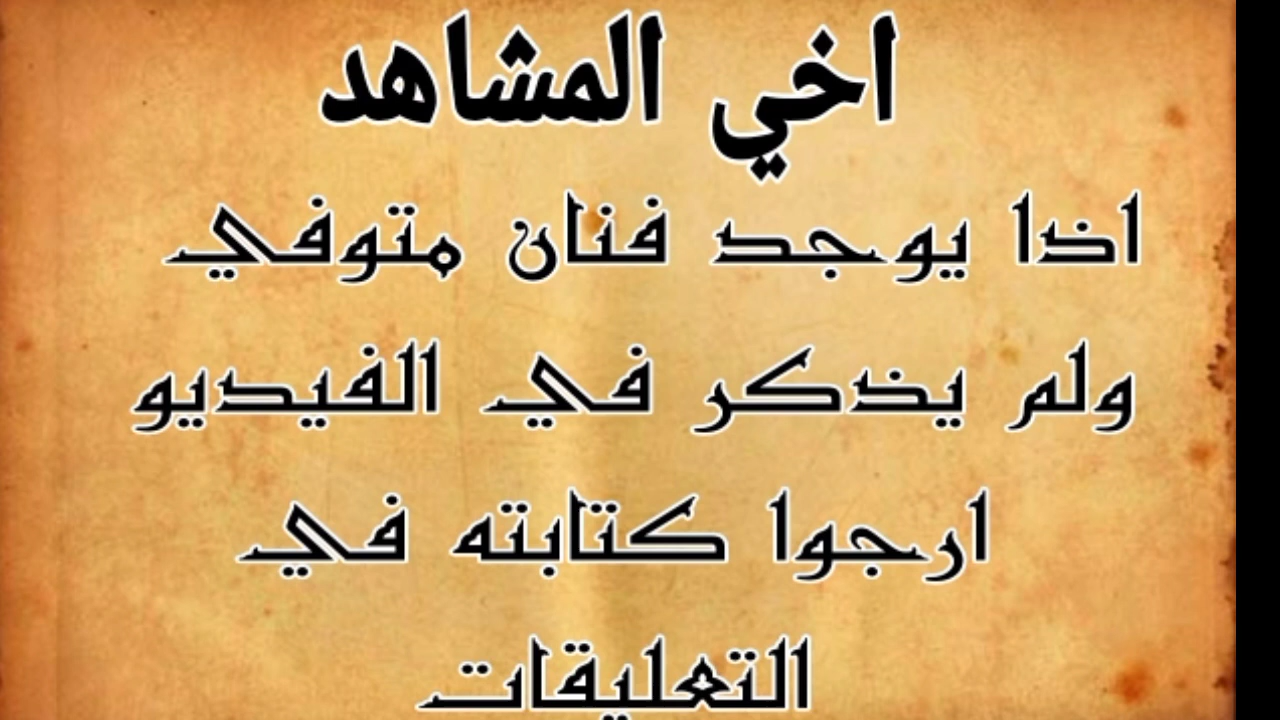 اخي المشاهد
اذا يوجد فنان متوفي
ولم يذكر في الفيديو
ارجوا كتابته في
التعليقات